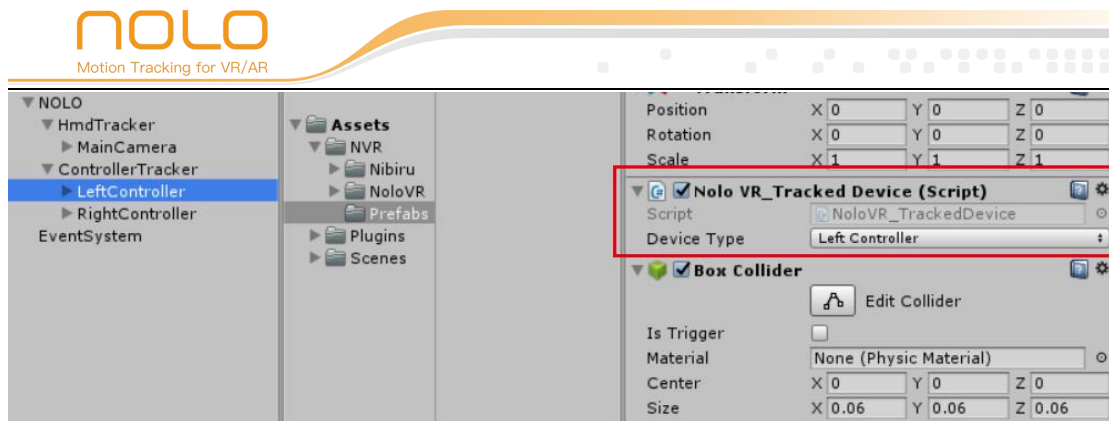 NOLO
Motion Tracking for VR/AR
NOLO
HmdTracker
MainCamera
ControllerTracker
LeftController
RightController
EventSystem
Assets
NVR
Nibiru
NoloVR
Prefabs
Plugins
Scenes
Transform
Position X 0 Y 0 Z 0
Rotation X 0 Y 0 Z 0
Scale X 1 Y 1 Z 1
Nolo VR_Tracked Device (Script)
Script NoloVR_TrackedDevice
Device Type Left Controller
Box Collider
Edit Collider
Is Trigger
Material None (Physic Material)
Center X 0 Y 0 Z 0
Size X 0.06 Y 0.06 Z 0.06